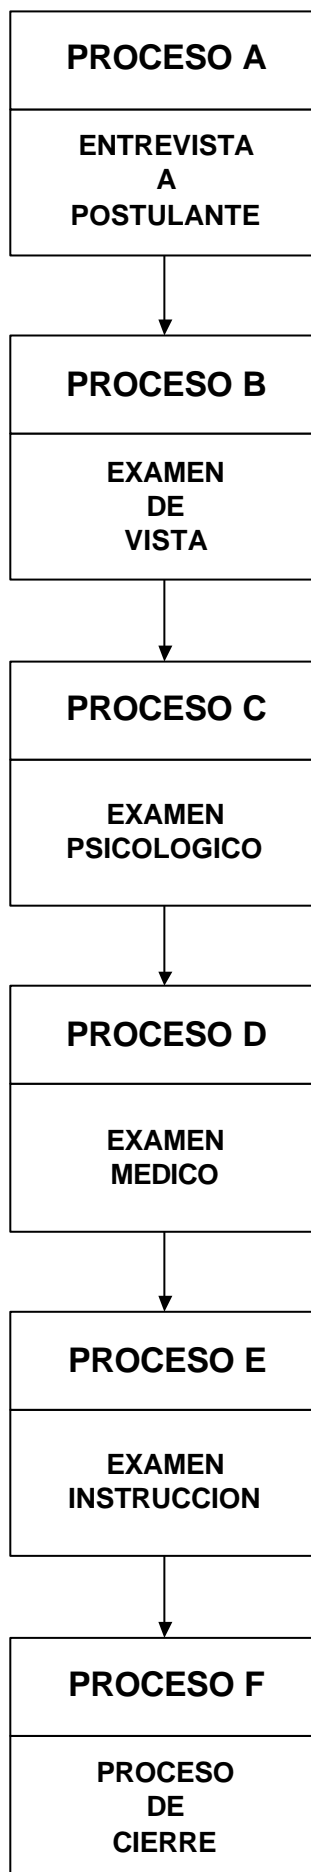 PROCESO A
ENTREVISTA
A
POSTULANTE
PROCESO B
EXAMEN
DE
VISTA
PROCESO C
EXAMEN
PSICOLOGICO
PROCESO D
EXAMEN
MEDICO
PROCESO E
EXAMEN
INSTRUCCION
PROCESO F
PROCESO
DE
CIERRE